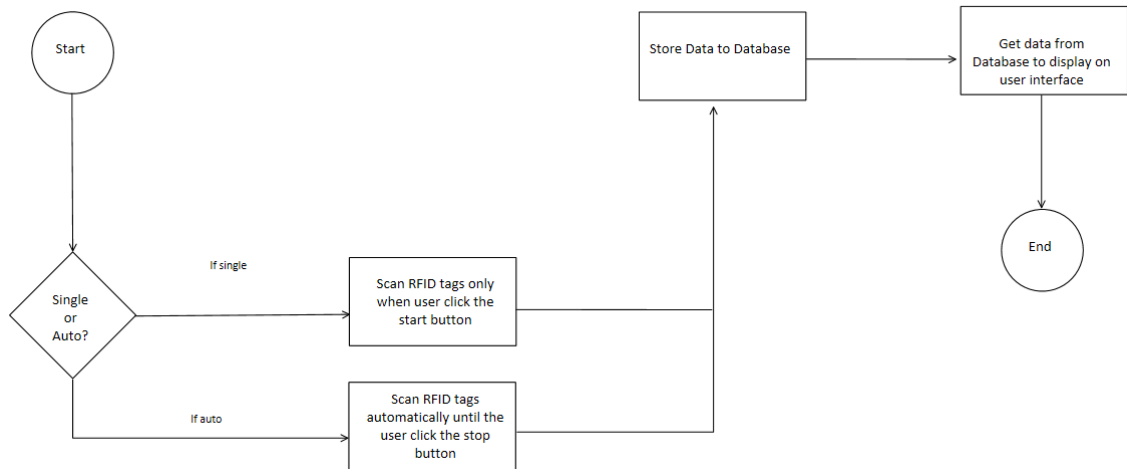 Start
Store Data to Database
Get data from
Database to display on
user interface
If single
Scan RFID tags only
when user click the
start button
Single
or
Auto?
End
If auto
Scan RFID tags
automatically until the
user click the stop
button